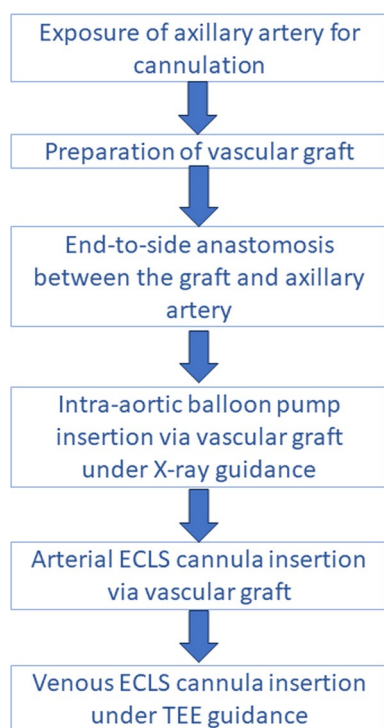 Exposure of axillary artery for
cannulation
Preparation of vascular graft
End-to-side anastomosis
between the graft and axillary
artery
Intra-aortic balloon pump
insertion via vascular graft
under X-ray guidance
Arterial ECLS cannula insertion
via vascular graft
Venous ECLS cannula insertion
under TEE guidance